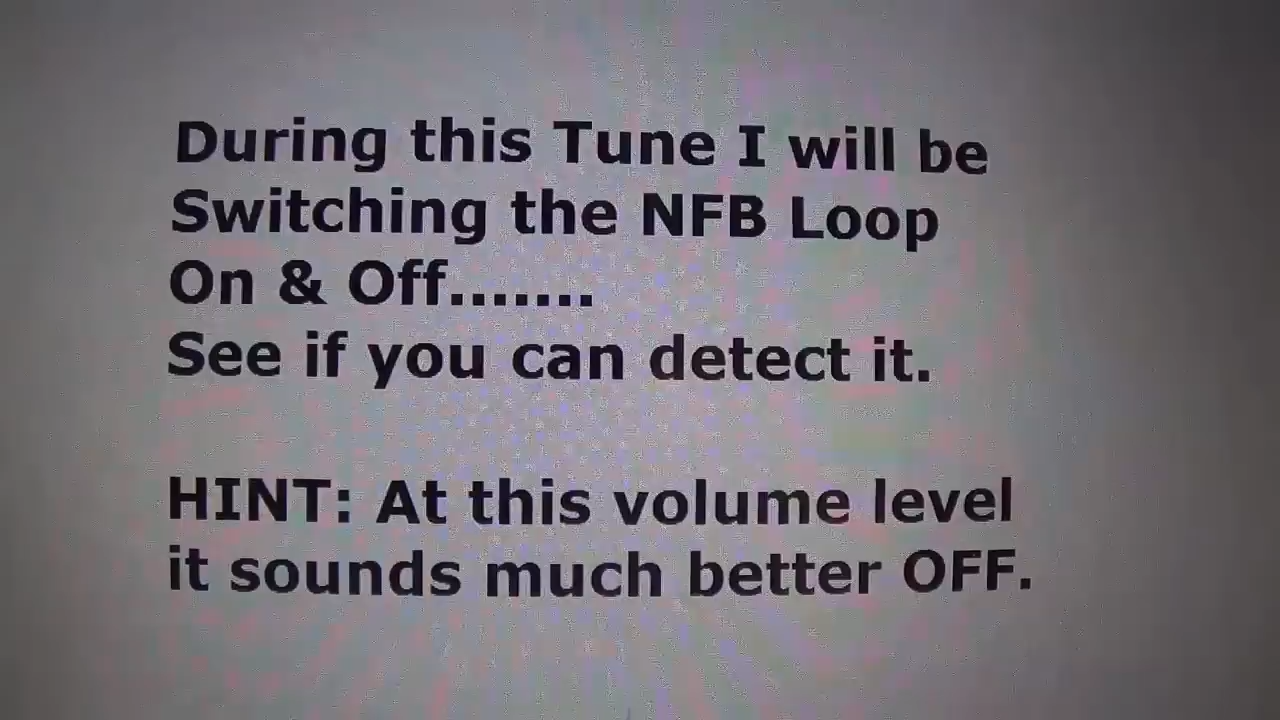 During this Tune I will be
Switching the NFB Loop
On & Off.......
See if you can detect it.
HINT: At this volume level
it sounds much better OFF.